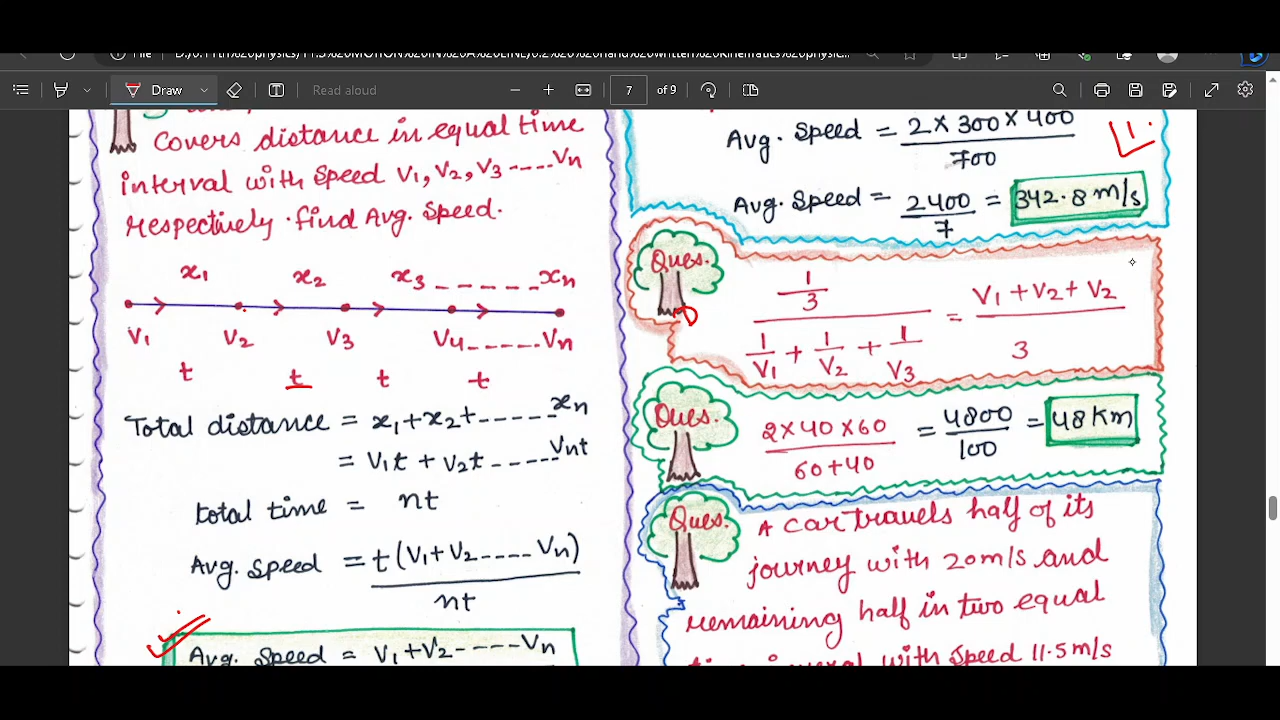 Draw
Read aloud
7 of 9
Covers distance in equal time
interval with speed V1, V2, V3 ----Vn
respectively. find Avg. Speed.
x1 x2 x3 ------xn
V1 V2 V3 V4-----Vn
t t t t
Total distance = x1+x2+-----xn
= V1t + V2t ----Vnt
total time = nt
Avg. speed = t(V1+V2----Vn)
nt
Avg. Speed = V1+V2-----Vn
Avg. Speed = 2×300×400
700
1.
Avg. Speed = 2400 = 342.8 m/s
7
Ques.
1
3
= V1+V2+V2
1 + 1 + 1
V1 V2 V3
3
Ques.
2×40×60 = 4800 = 48 Km
60+40 100
Ques. A car travels half of its
journey with 20m/s and
remaining half in two equal
with speed 11.5m/s